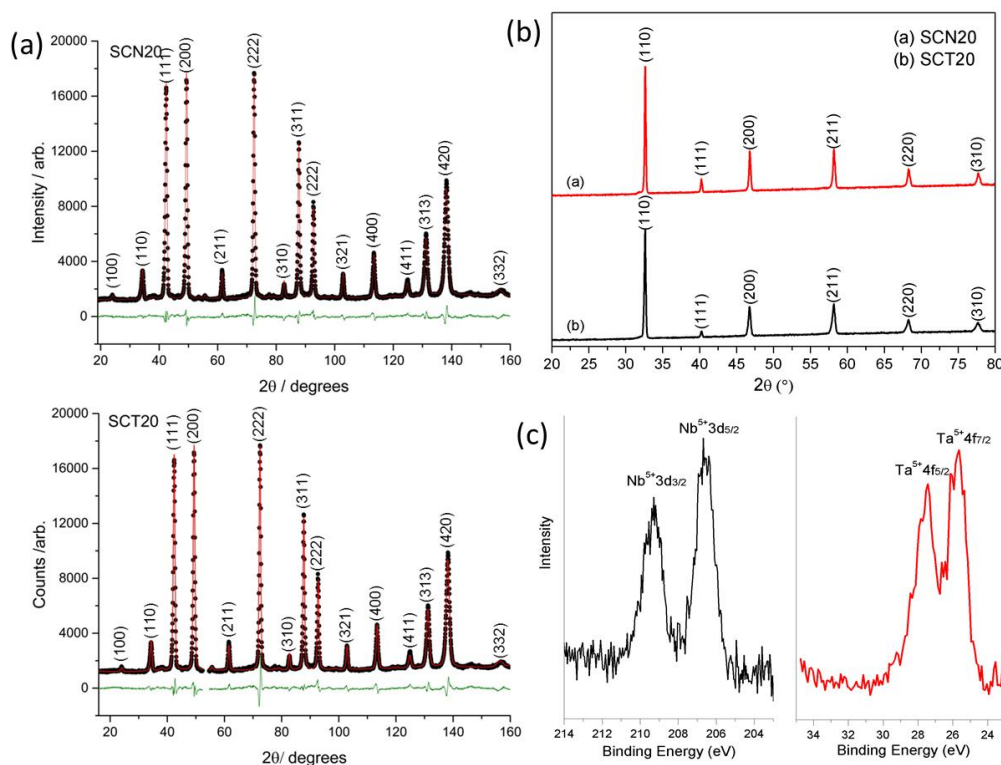 (a)
20000
16000
12000
8000
4000
0
Intensity / arb.
SCN20
(100)
(110)
(111)
(200)
(211)
(222)
(310)
(311)
(222)
(321)
(400)
(411)
(313)
(420)
(332)
20 40 60 80 100 120 140 160
2θ / degrees
(b)
(a) SCN20
(b) SCT20
(110)
(111)
(200)
(211)
(220)
(310)
(a)
(110)
(111)
(200)
(211)
(220)
(310)
(b)
20 25 30 35 40 45 50 55 60 65 70 75 80
2θ (°)
20000
16000
12000
8000
4000
0
Counts /arb.
SCT20
(100)
(110)
(111)
(200)
(211)
(222)
(310)
(311)
(222)
(321)
(400)
(411)
(313)
(420)
(332)
20 40 60 80 100 120 140 160
2θ/ degrees
(c)
Intensity
Nb5+3d3/2
Nb5+3d5/2
214 212 210 208 206 204
Binding Energy (eV)
Ta5+4f5/2
Ta5+4f7/2
34 32 30 28 26 24
Binding Energy (eV)